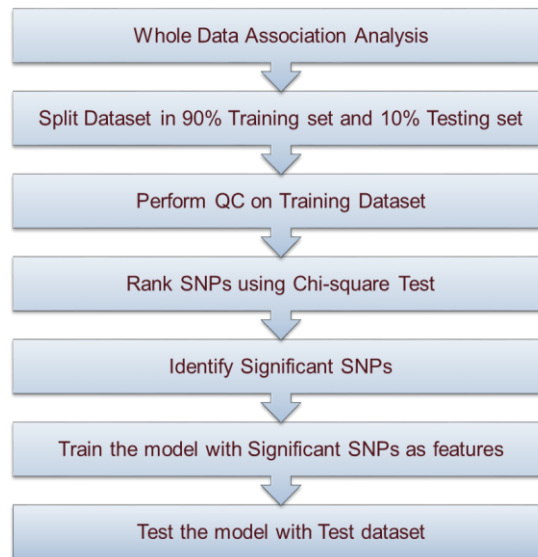 Whole Data Association Analysis
Split Dataset in 90% Training set and 10% Testing set
Perform QC on Training Dataset
Rank SNPs using Chi-square Test
Identify Significant SNPs
Train the model with Significant SNPs as features
Test the model with Test dataset